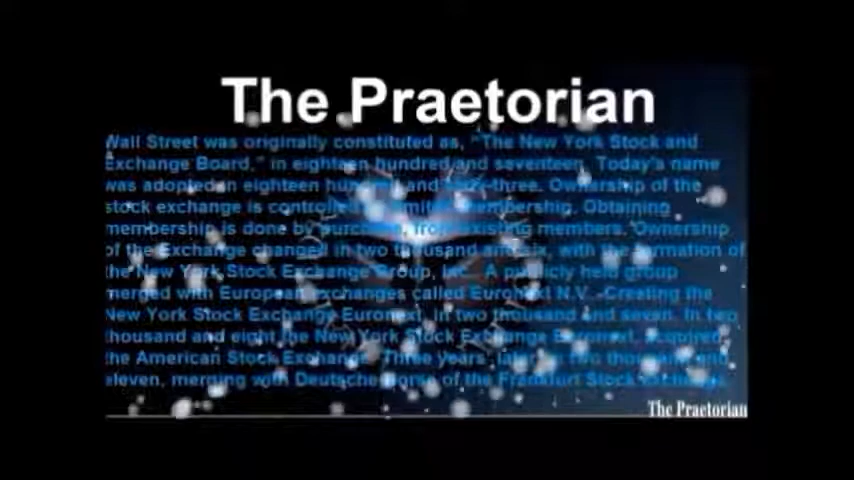 The Praetorian
Wall Street was originally constituted as, "The New York Stock and
Exchange Board," in eighteen hundred and seventeen. Today's name
was adopted in eighteen hundred and sixty-three. Ownership of the
stock exchange is controlled limited membership. Obtaining
membership is done by purchase, from existing members. Ownership
of the Exchange changed in two thousand and six, with the formation of
the New York Stock Exchange Group, Inc. A publicly held group
merged with European exchanges called Euronext N.V. -Creating the
New York Stock Exchange Euronext. In two thousand and seven. In two
thousand and eight the New York Stock Exchange Euronext, acquired
the American Stock Exchange. Three years later two thousand and
eleven, merging with Deutsche Borse of the Frankfurt Stock Exchange.
The Praetorian